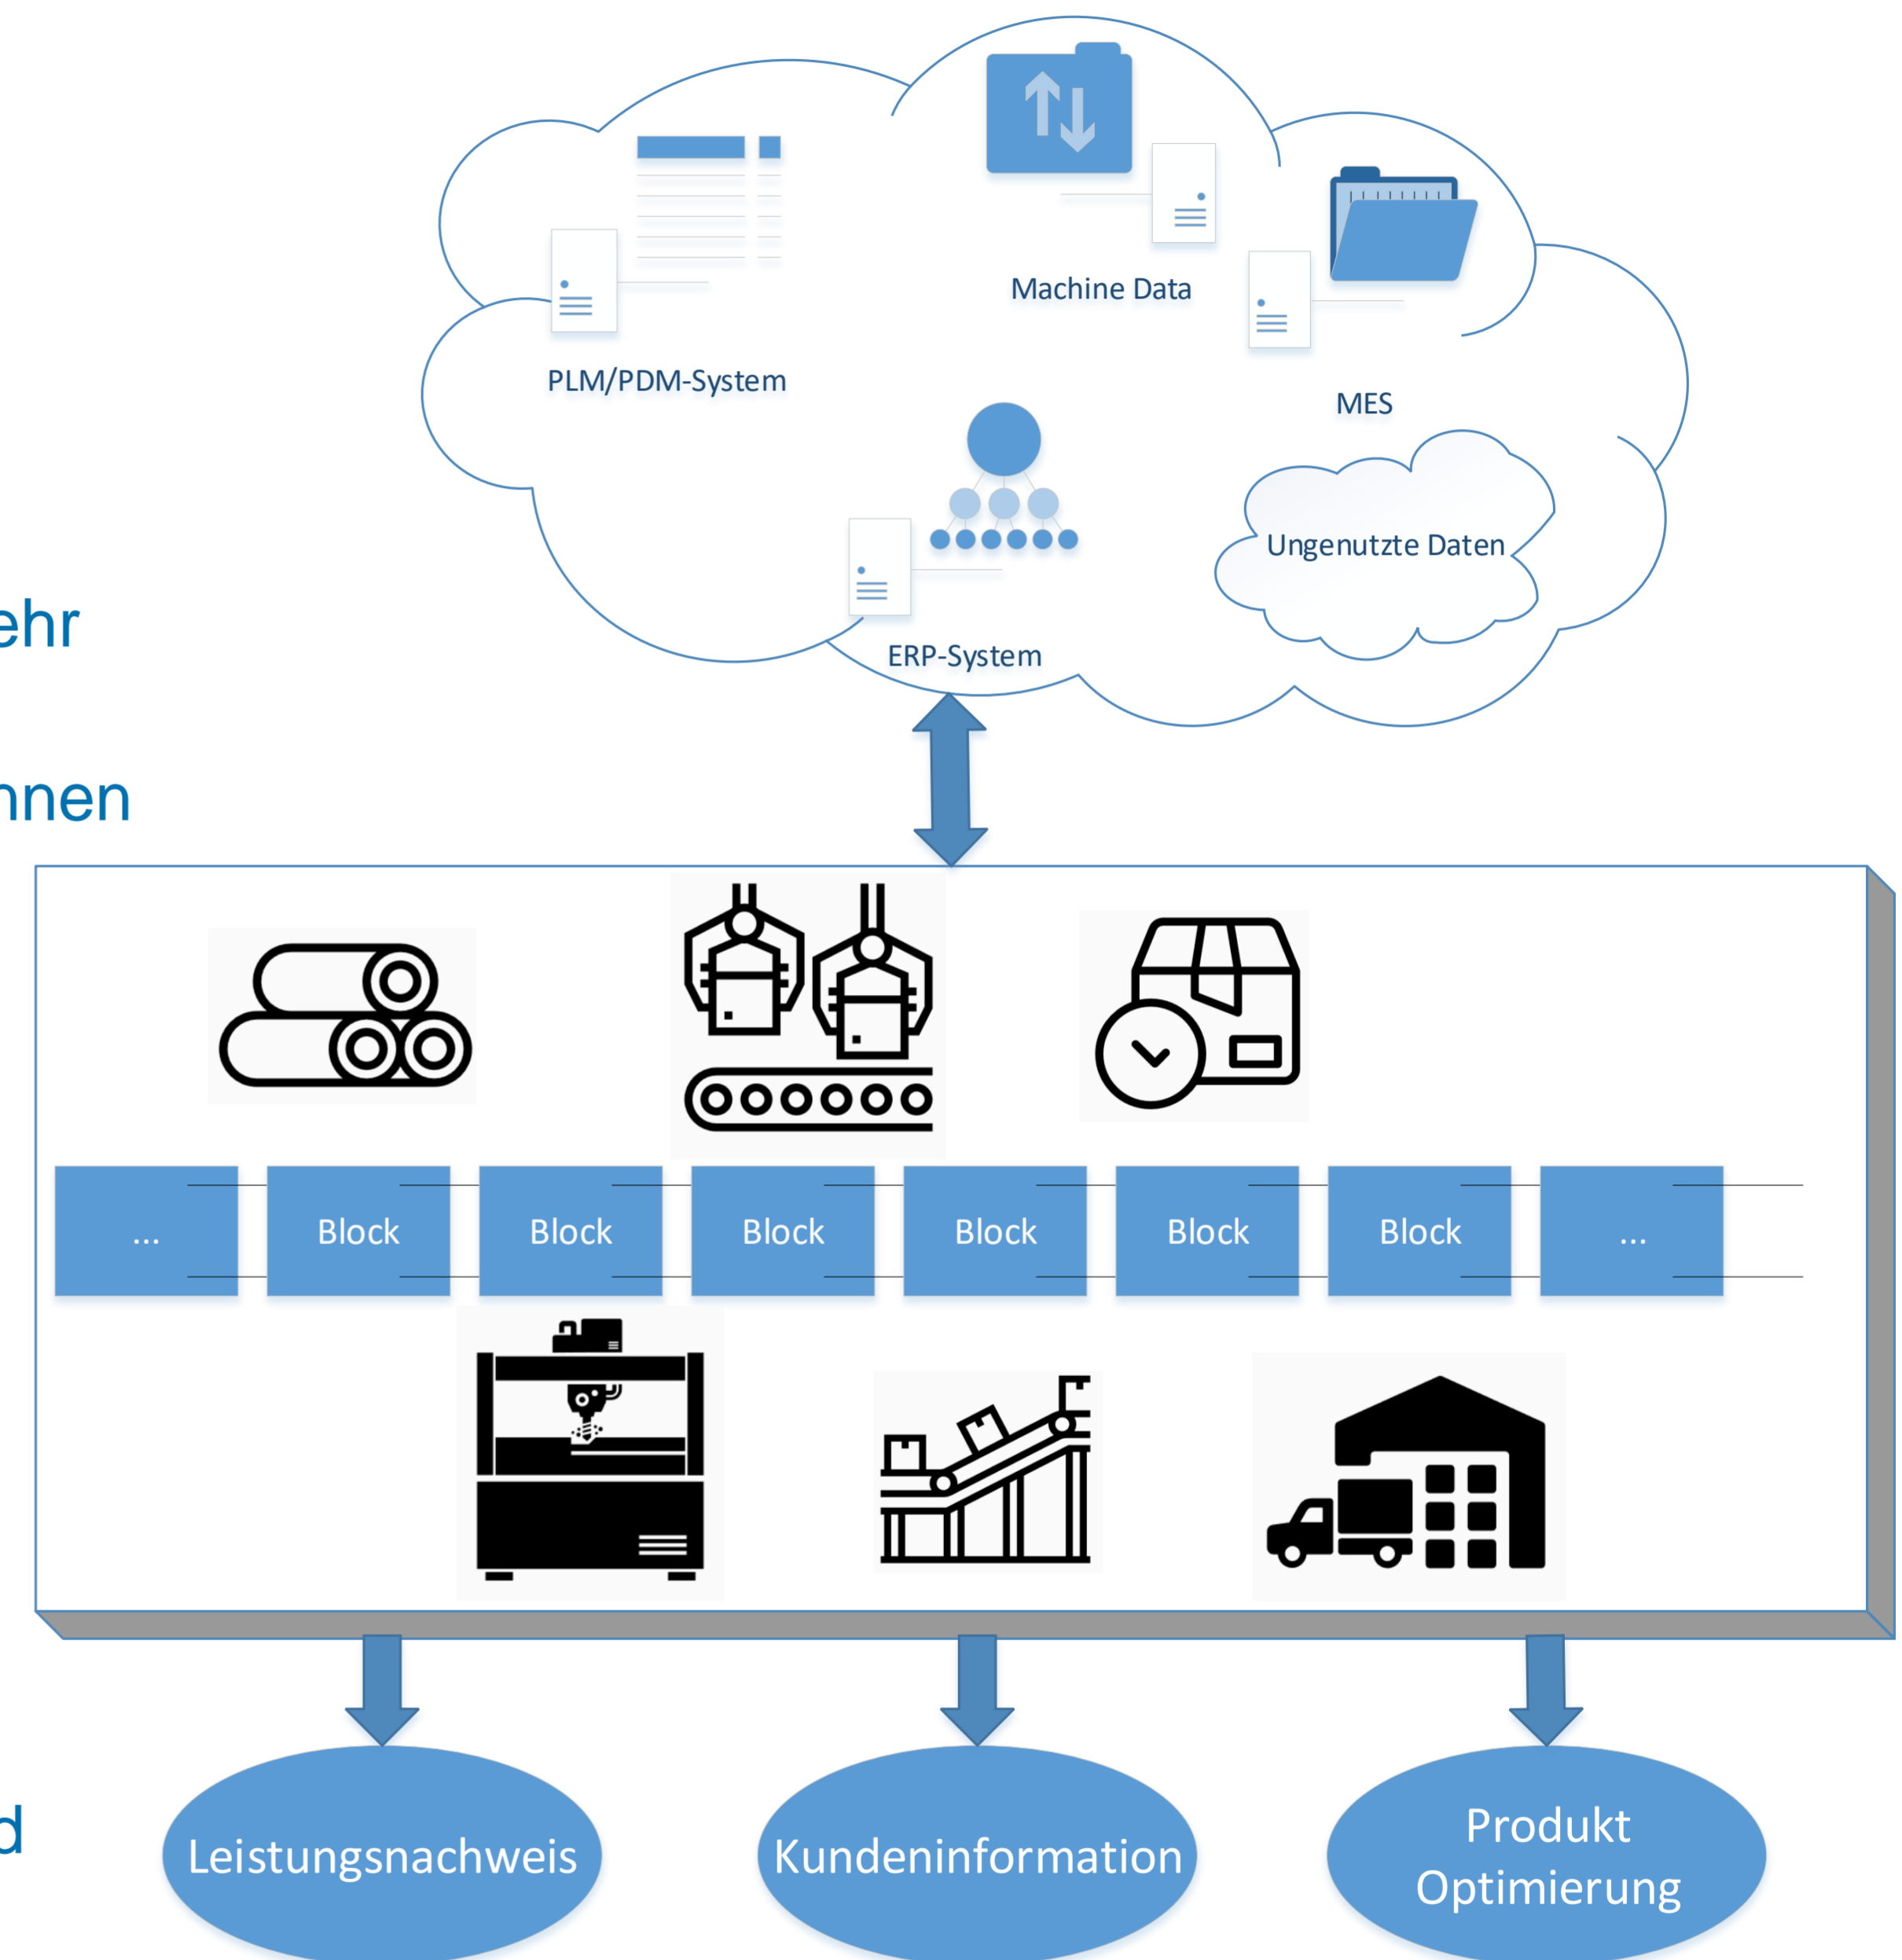 Machine Data
PLM/PDM-System
MES
Ungenutzte Daten
ehr
ERP-System
nnen
...
Block
Block
Block
Block
Block
Block
...
d
Leistungsnachweis
Kundeninformation
Produkt
Optimierung